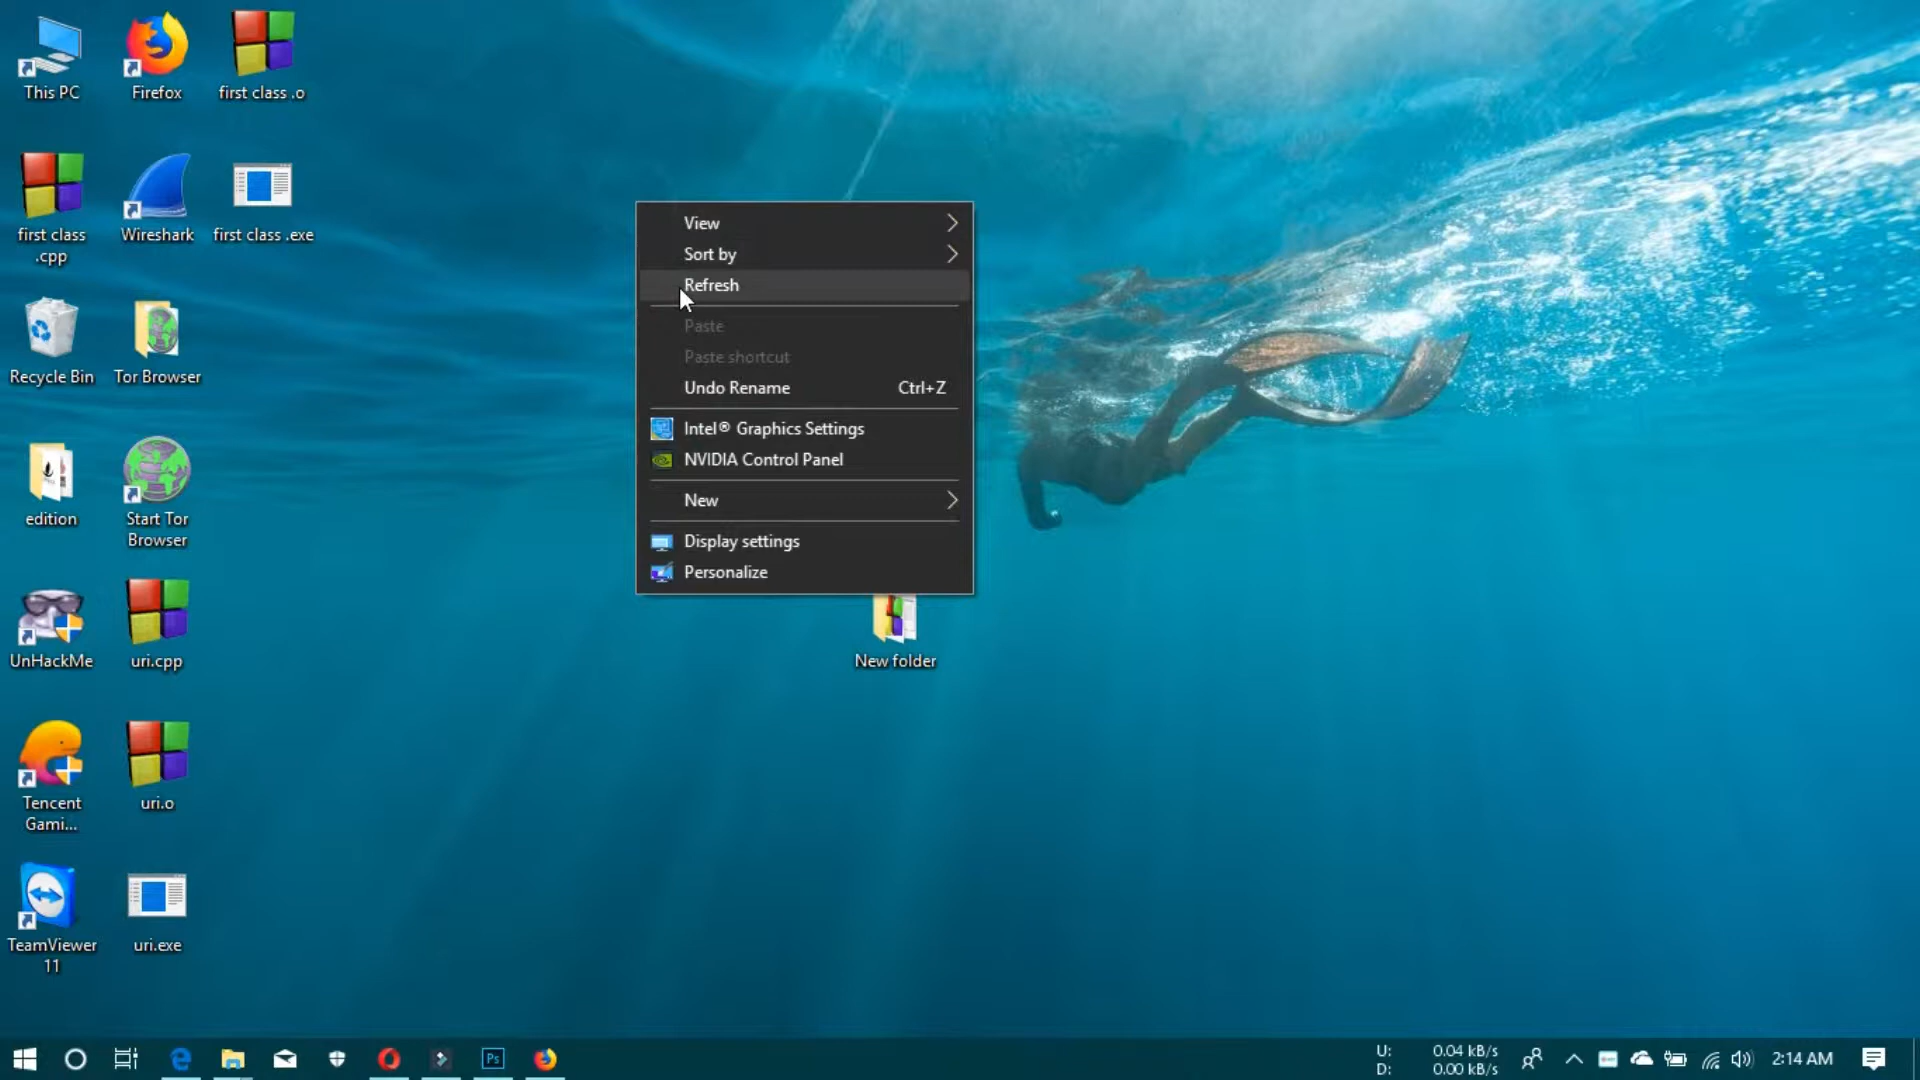 This PC
Firefox
first class .o
first class
.cpp
Wireshark
first class .exe
Recycle Bin
Tor Browser
edition
Start Tor
Browser
UnHackMe
uri.cpp
Tencent
Gami...
uri.o
TeamViewer
11
uri.exe
View
Sort by
Refresh
Paste
Paste shortcut
Undo Rename Ctrl+Z
Intel® Graphics Settings
NVIDIA Control Panel
New
Display settings
Personalize
New folder
Ps
U: 0.04 kB/s
D: 0.00 kB/s
2:14 AM